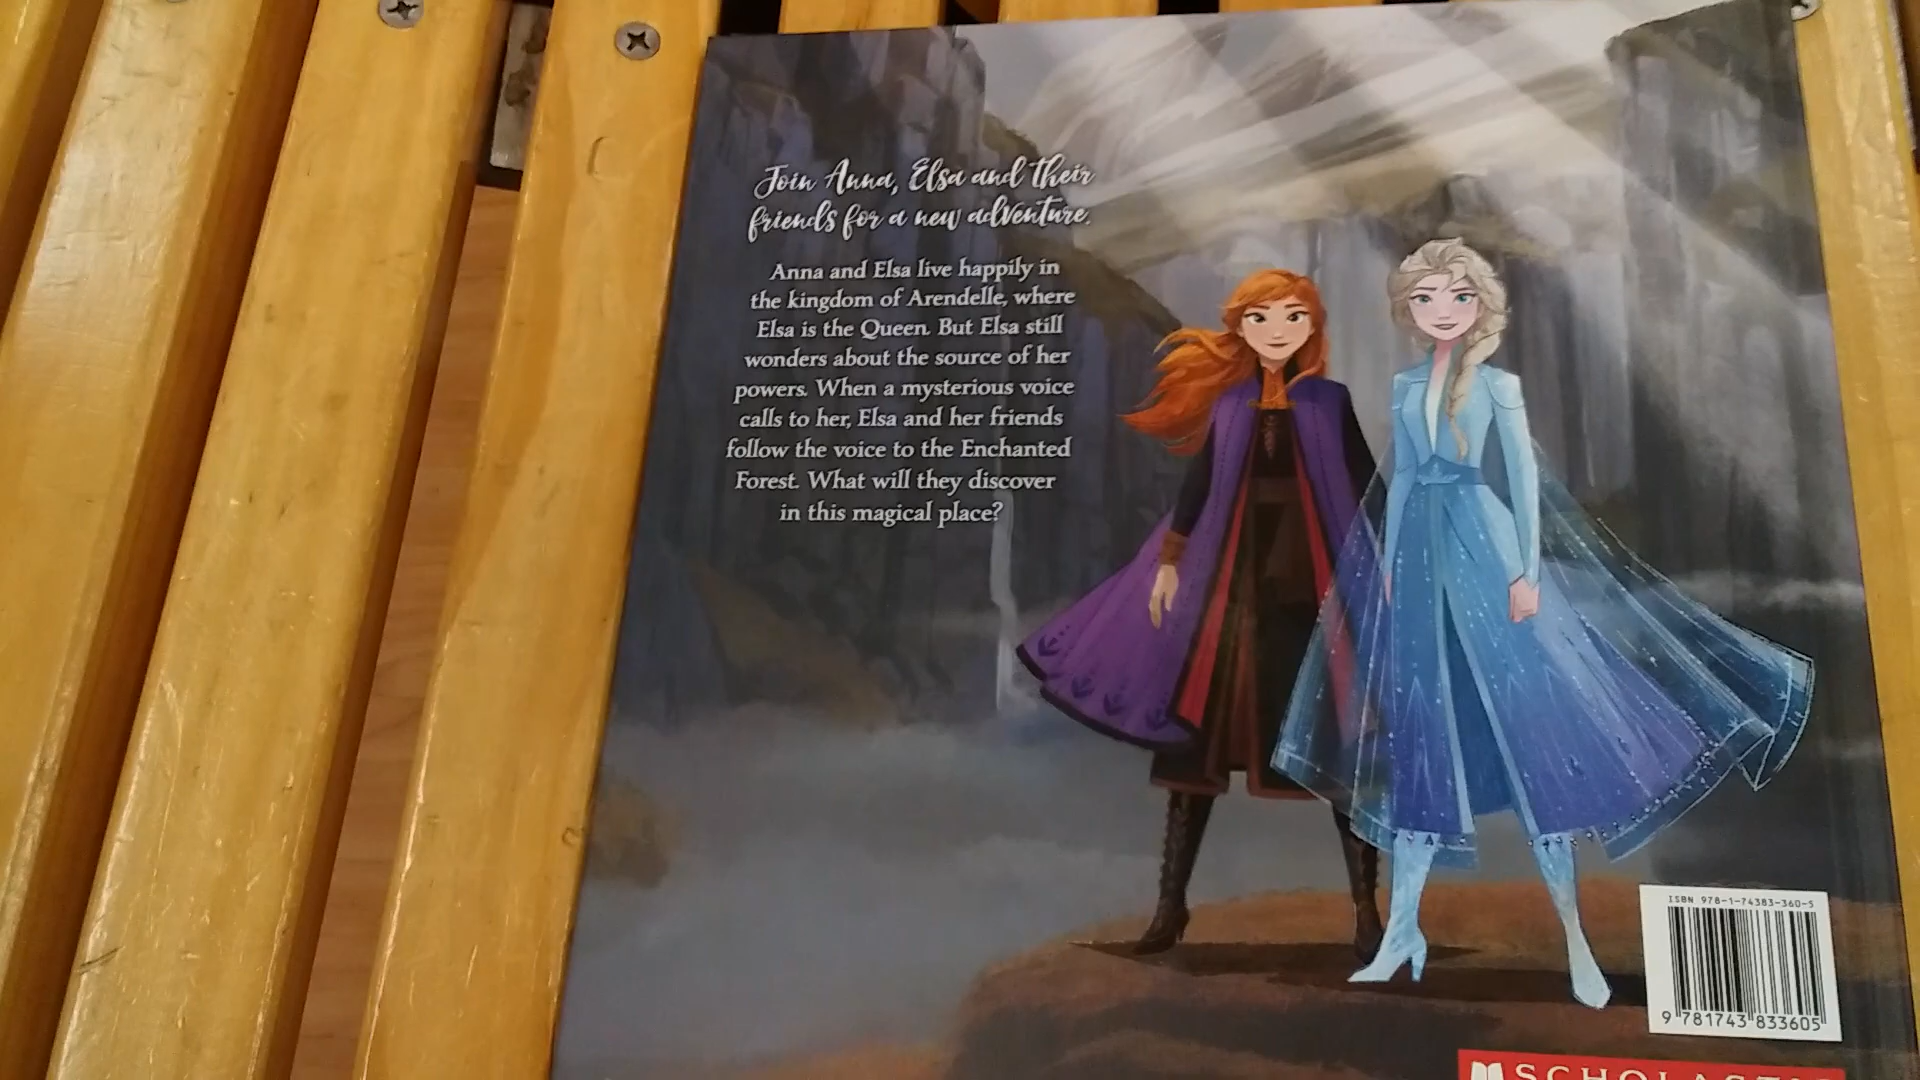 Join Anna, Elsa and their
friends for a new adventure.
Anna and Elsa live happily in
the kingdom of Arendelle, where
Elsa is the Queen. But Elsa still
wonders about the source of her
powers. When a mysterious voice
calls to her, Elsa and her friends
follow the voice to the Enchanted
Forest. What will they discover
in this magical place?
ISBN 978-1-74383-360-5
9 781743 833605